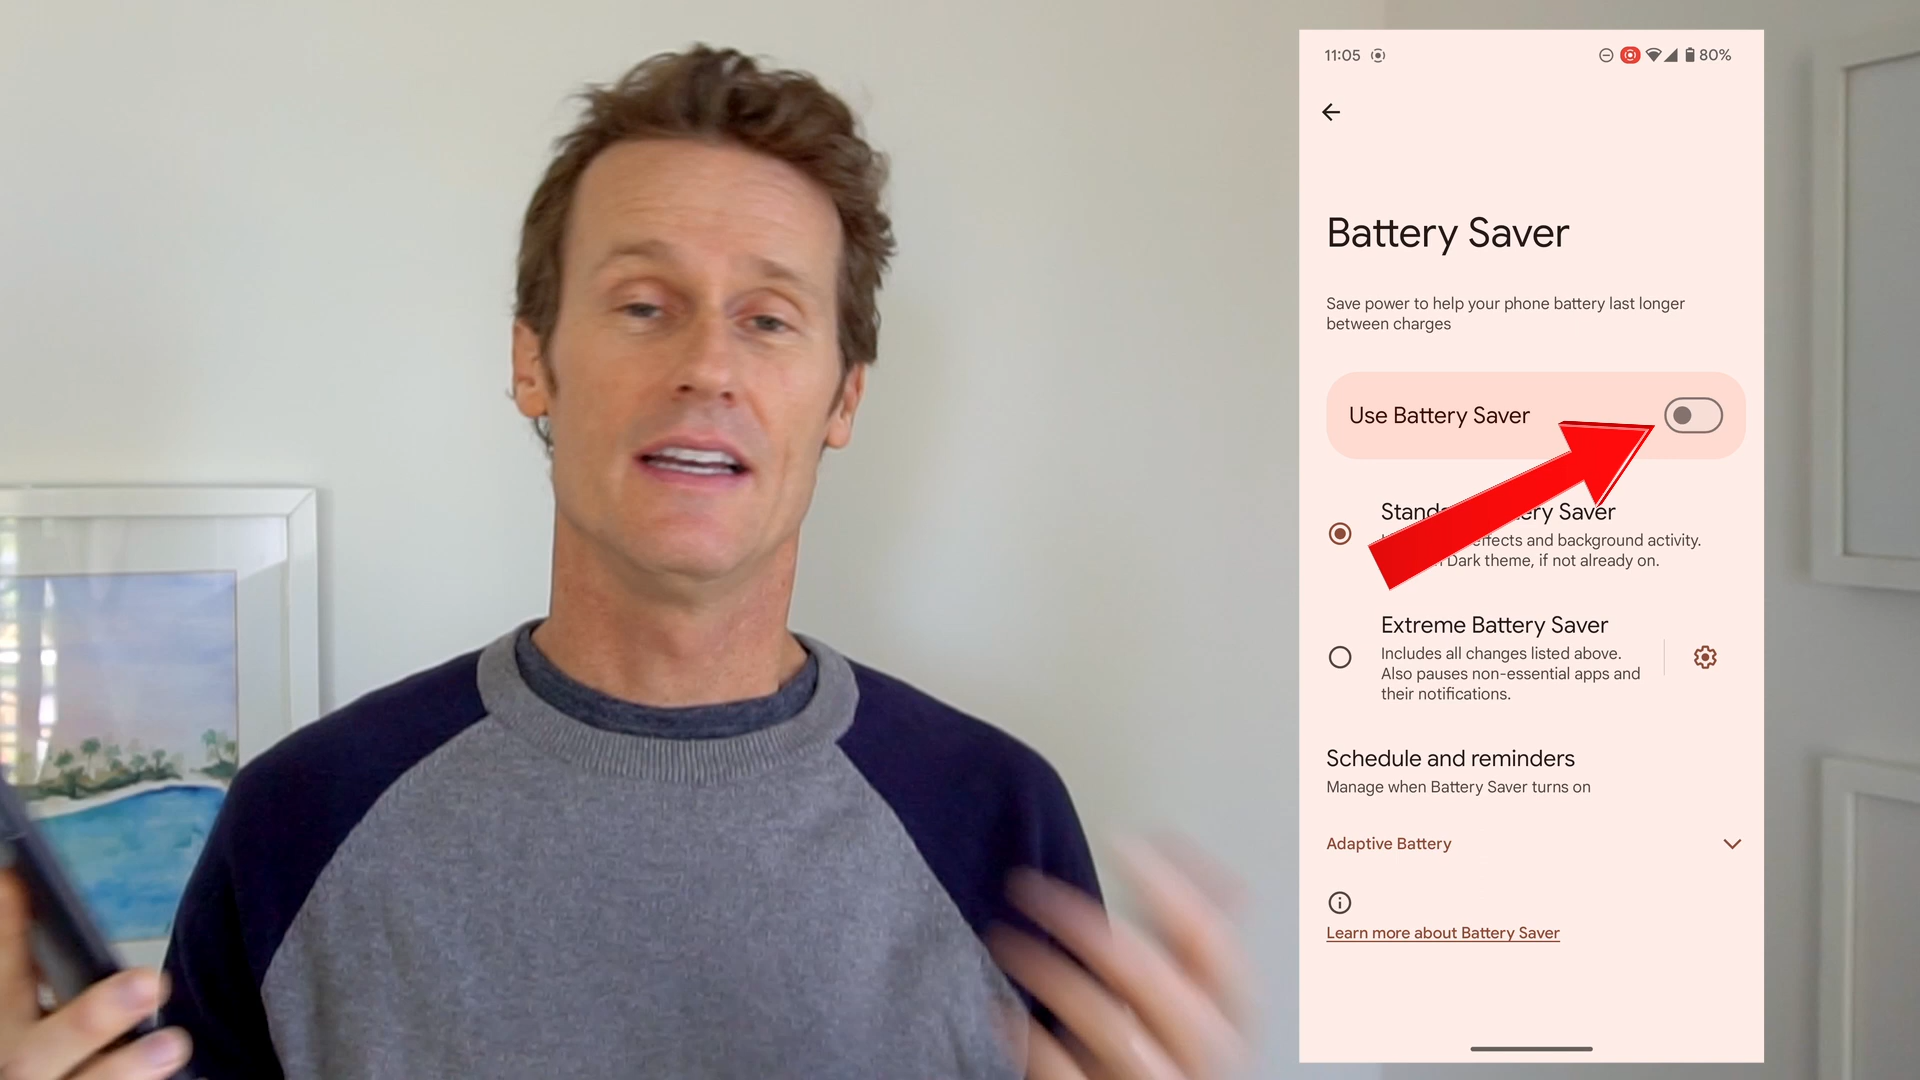 11:05
80%
Battery Saver
Save power to help your phone battery last longer
between charges
Use Battery Saver
Saver
effects and background activity.
Dark theme, if not already on.
Extreme Battery Saver
Includes all changes listed above.
Also pauses non-essential apps and
their notifications.
Schedule and reminders
Manage when Battery Saver turns on
Adaptive Battery
Learn more about Battery Saver